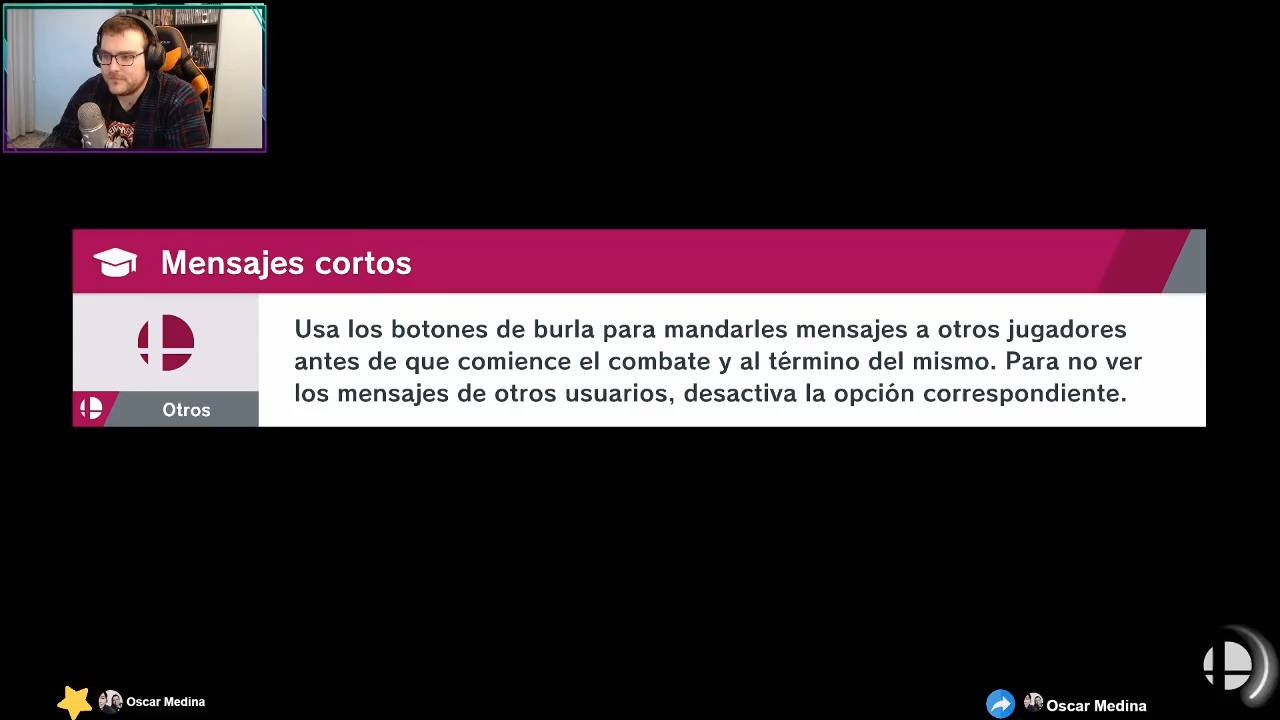 Mensajes cortos
Usa los botones de burla para mandarles mensajes a otros jugadores
antes de que comience el combate y al término del mismo. Para no ver
los mensajes de otros usuarios, desactiva la opción correspondiente.
Otros
Oscar Medina
Oscar Medina